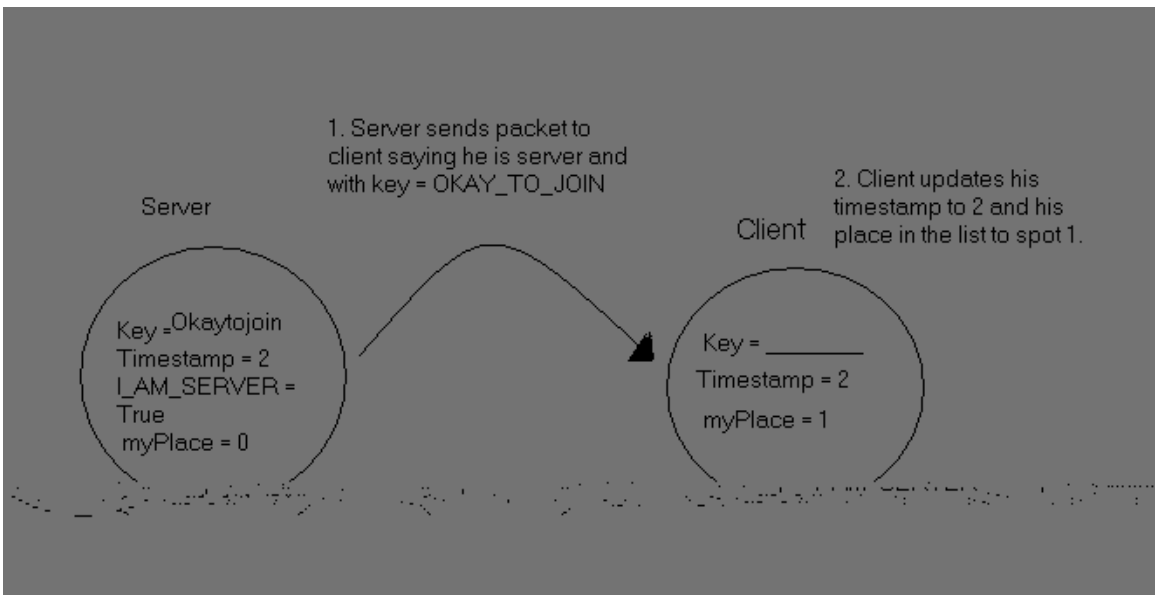 1. Server sends packet to
client saying he is server and
with key = OKAY_TO_JOIN
2. Client updates his
timestamp to 2 and his
place in the list to spot 1.
Server
Client
Key =Okaytojoin
Timestamp = 2
I_AM_SERVER =
True
myPlace = 0
Key = ________
Timestamp = 2
myPlace = 1